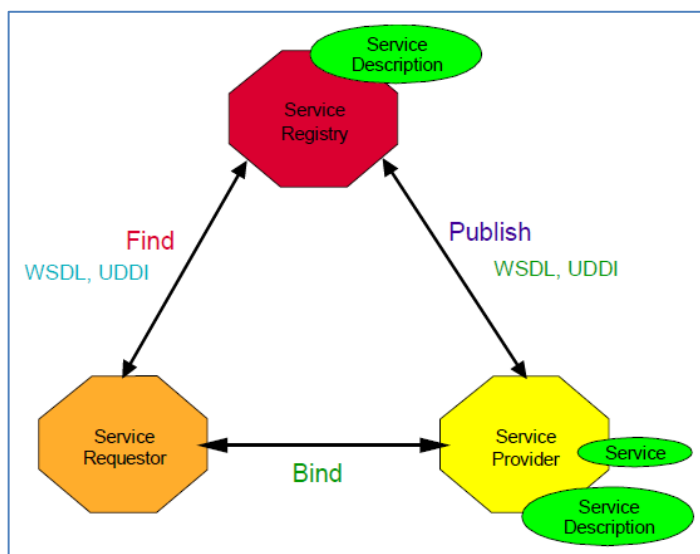 Service
Description
Service
Registry
Find
WSDL, UDDI
Publish
WSDL, UDDI
Service
Requestor
Bind
Service
Provider
Service
Service
Description